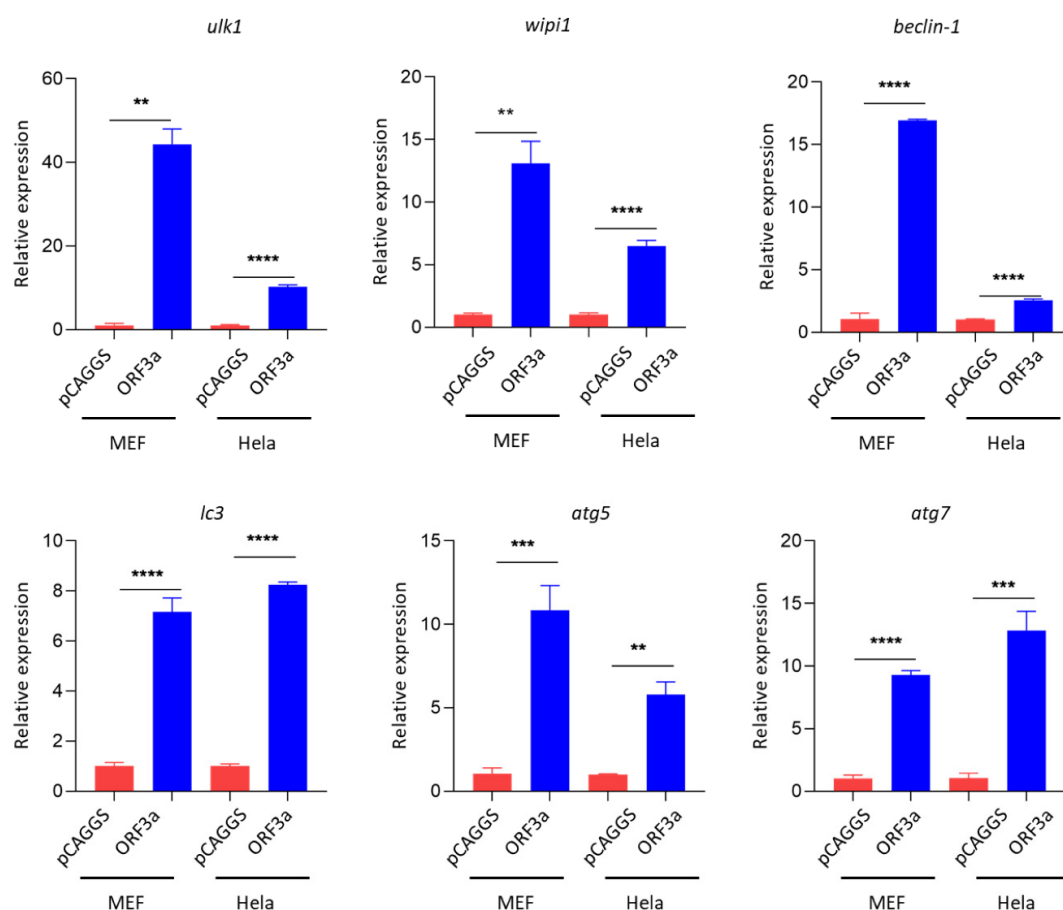 ulk1
Relative expression
60
40
20
0
**
****
pCAGGS
ORF3a
pCAGGS
ORF3a
MEF
Hela
wipi1
Relative expression
20
15
10
5
0
**
****
pCAGGS
ORF3a
pCAGGS
ORF3a
MEF
Hela
beclin-1
Relative expression
20
15
10
5
0
****
****
pCAGGS
ORF3a
pCAGGS
ORF3a
MEF
Hela
lc3
Relative expression
10
8
6
4
2
0
****
****
pCAGGS
ORF3a
pCAGGS
ORF3a
MEF
Hela
atg5
Relative expression
15
10
5
0
***
**
pCAGGS
ORF3a
pCAGGS
ORF3a
MEF
Hela
atg7
Relative expression
20
15
10
5
0
****
***
pCAGGS
ORF3a
pCAGGS
ORF3a
MEF
Hela